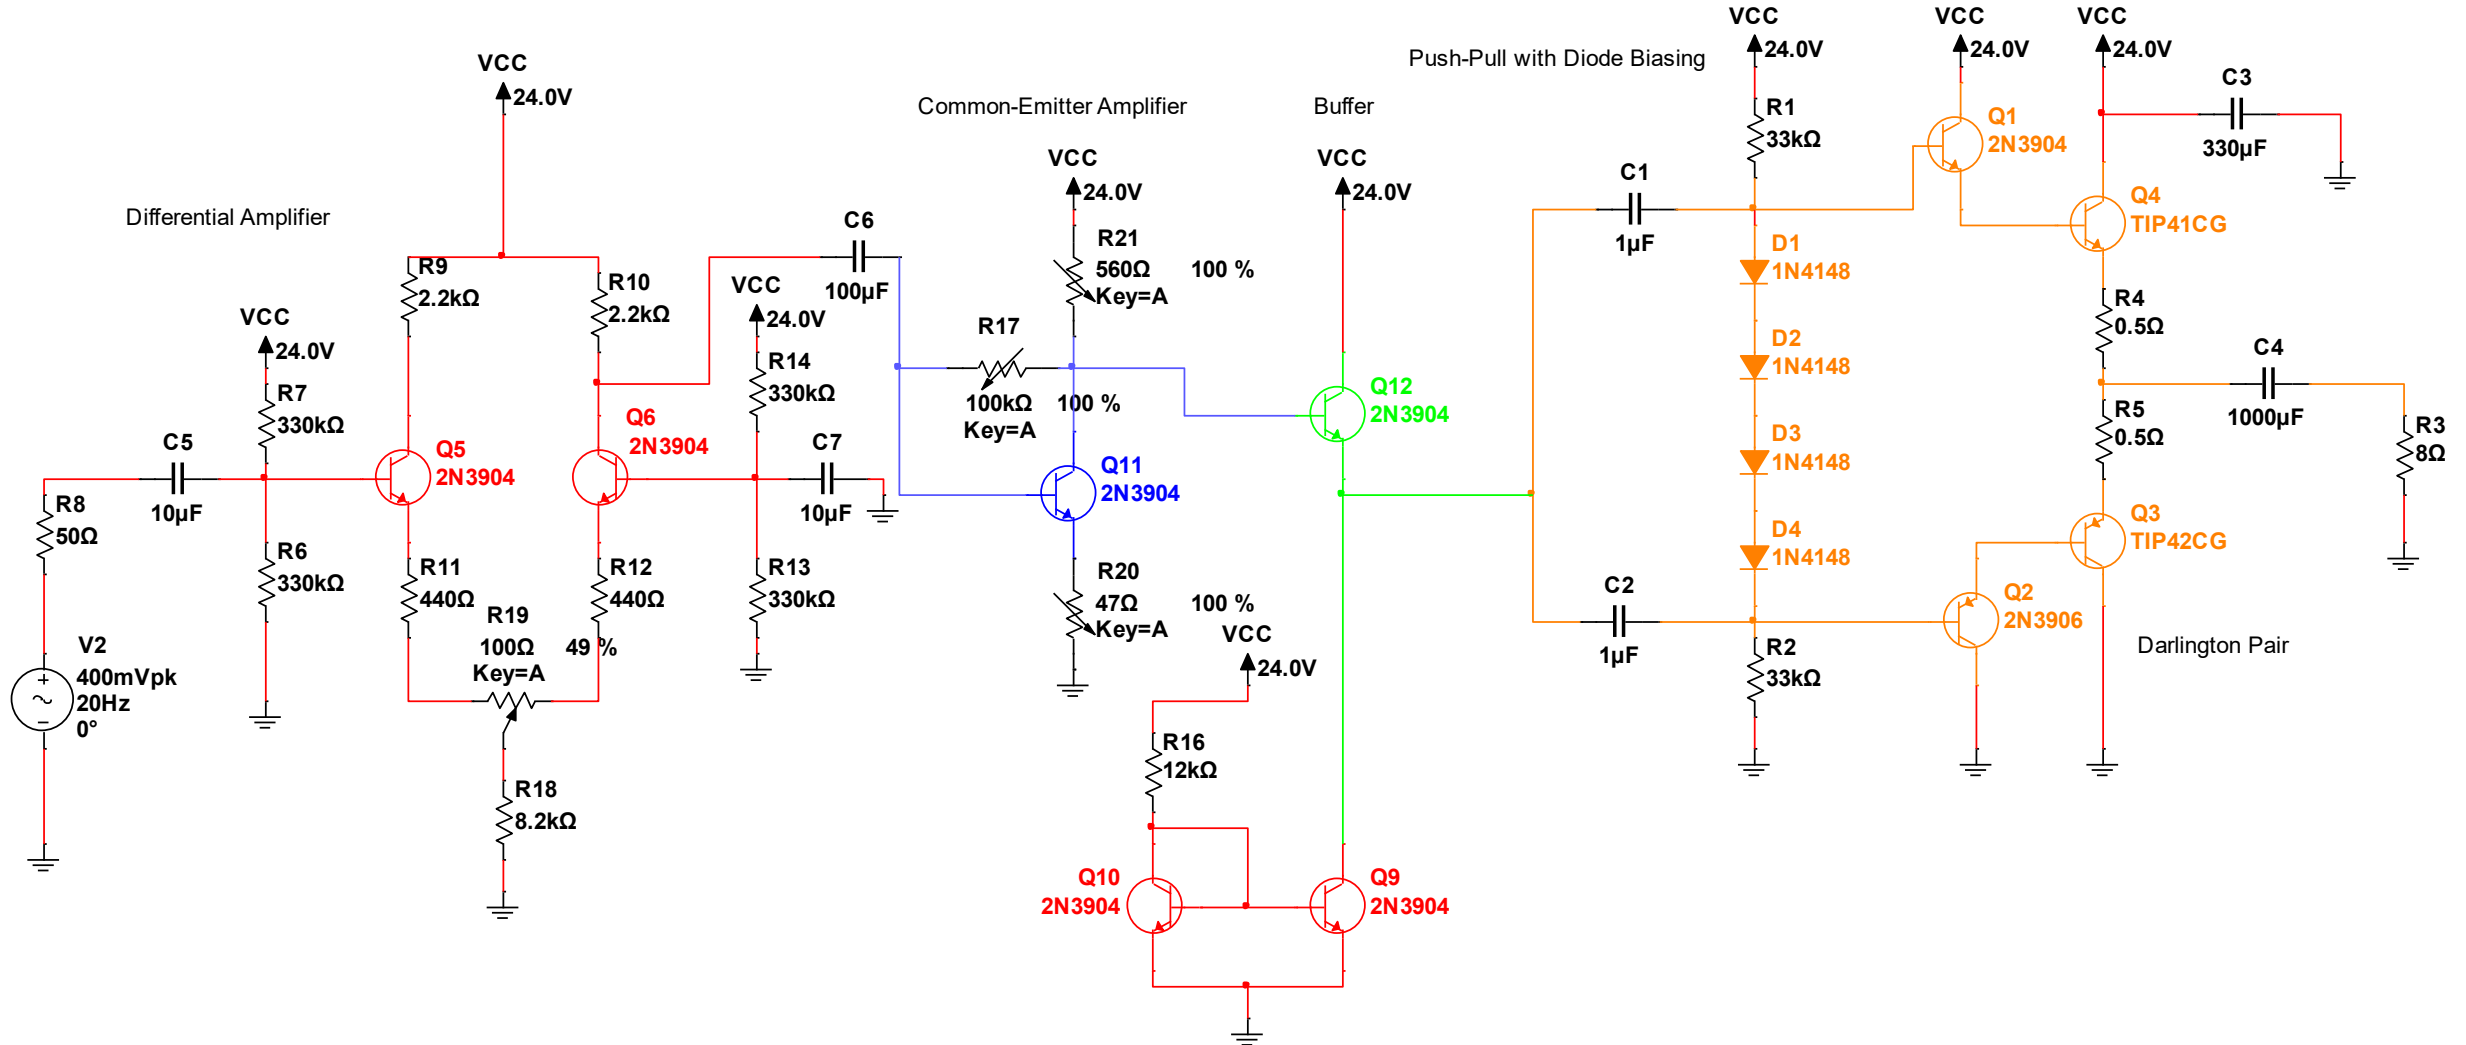 Differential Amplifier
VCC
24.0V
R9
2.2kΩ
R10
2.2kΩ
VCC
24.0V
R7
330kΩ
C5
10µF
R8
50Ω
V2
400mVpk
20Hz
0°
R6
330kΩ
Q5
2N3904
Q6
2N3904
R11
440Ω
R12
440Ω
R19
100Ω
Key=A
49 %
R18
8.2kΩ
C6
100µF
VCC
24.0V
R14
330kΩ
C7
10µF
R13
330kΩ
Common-Emitter Amplifier
VCC
24.0V
R21
560Ω
Key=A
100 %
R17
100kΩ
Key=A
100 %
Q11
2N3904
R20
47Ω
Key=A
100 %
Buffer
VCC
24.0V
Q12
2N3904
VCC
24.0V
R16
12kΩ
Q10
2N3904
Q9
2N3904
Push-Pull with Diode Biasing
VCC
24.0V
R1
33kΩ
C1
1µF
D1
1N4148
D2
1N4148
D3
1N4148
D4
1N4148
C2
1µF
R2
33kΩ
VCC
24.0V
Q1
2N3904
VCC
24.0V
C3
330µF
Q4
TIP41CG
R4
0.5Ω
C4
1000µF
R5
0.5Ω
R3
8Ω
Q3
TIP42CG
Q2
2N3906
Darlington Pair